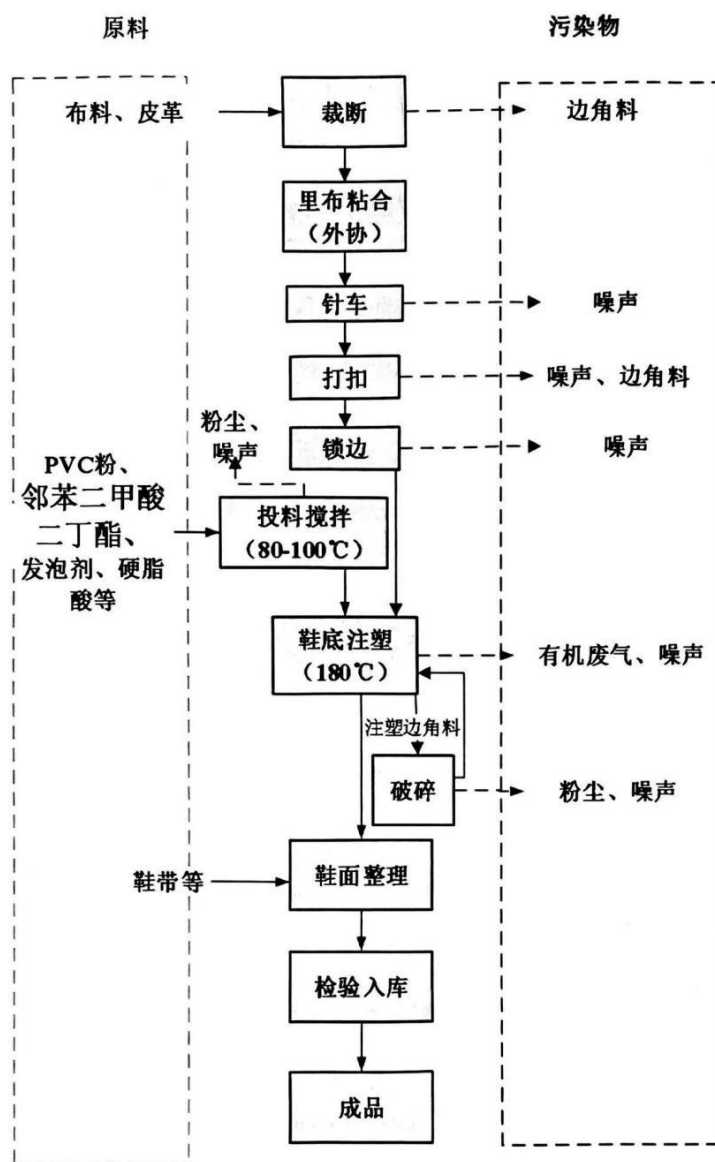 原料
污染物
布料、皮革
裁断
边角料
里布粘合
（外协）
针车
噪声
打扣
噪声、边角料
粉尘、
噪声
锁边
噪声
PVC粉、
邻苯二甲酸
二丁酯、
发泡剂、硬脂
酸等
投料搅拌
（80-100℃）
鞋底注塑
（180℃）
有机废气、噪声
注塑边角料
破碎
粉尘、噪声
鞋带等
鞋面整理
检验入库
成品